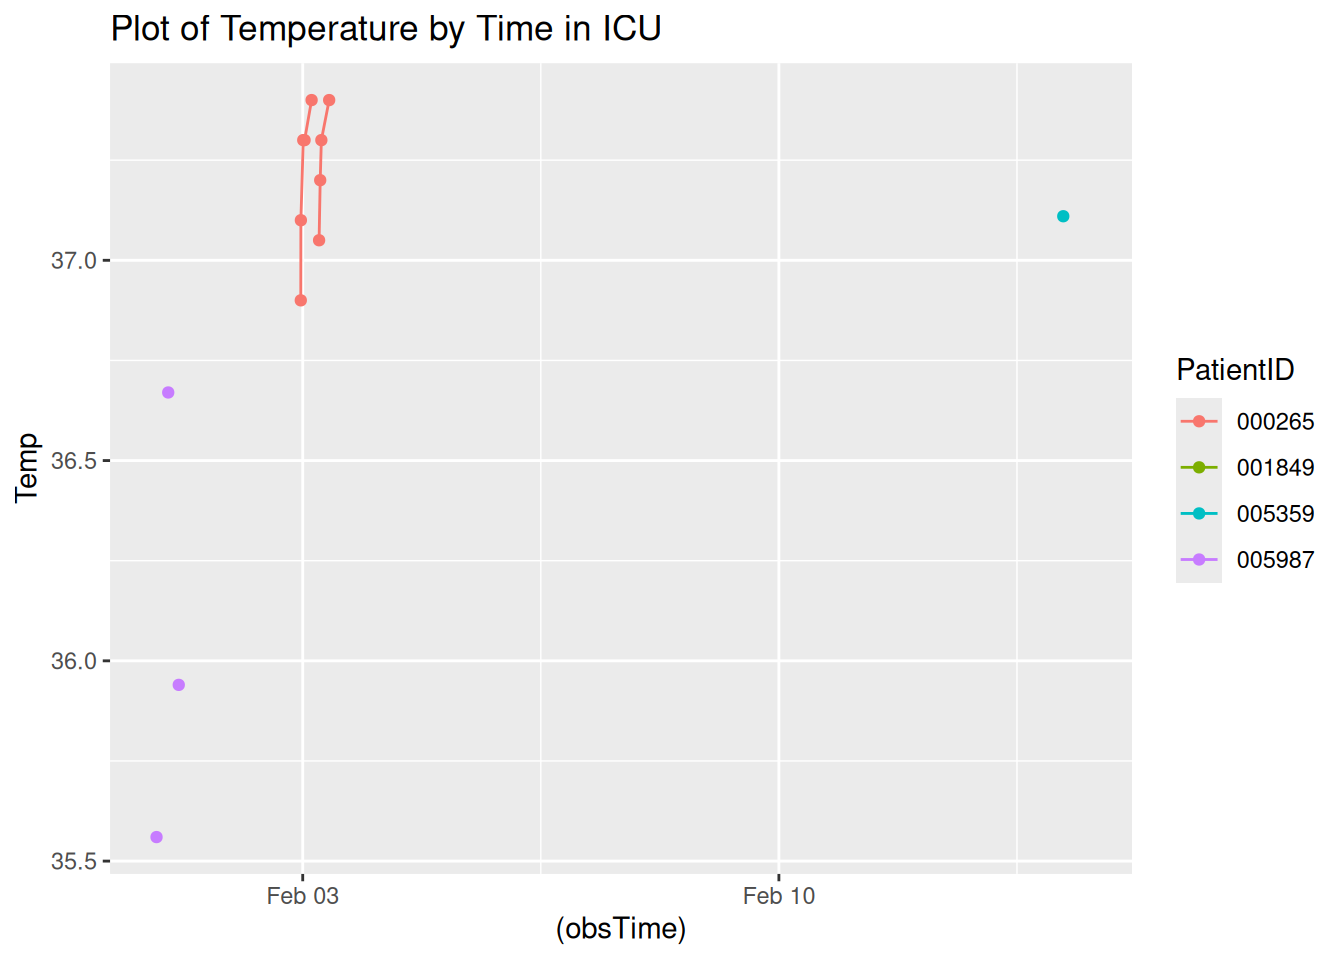 Plot of Temperature by Time in ICU
Temp
37.0
36.5
36.0
35.5
Feb 03
Feb 10
(obsTime)
PatientID
000265
001849
005359
005987